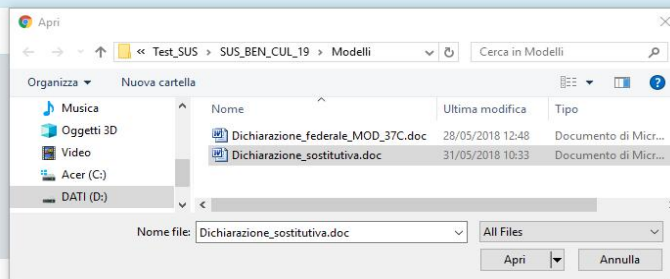 Apri
« Test_SUS > SUS_BEN_CUL_19 > Modelli
Cerca in Modelli
Organizza
Nuova cartella
Musica
Oggetti 3D
Video
Acer (C:)
DATI (D:)
Nome Ultima modifica Tipo
Dichiarazione_federale_MOD_37C.doc 28/05/2018 12:48 Documento di Micr...
Dichiarazione_sostitutiva.doc 31/05/2018 10:33 Documento di Micr...
Nome file: Dichiarazione_sostitutiva.doc All Files
Apri Annulla